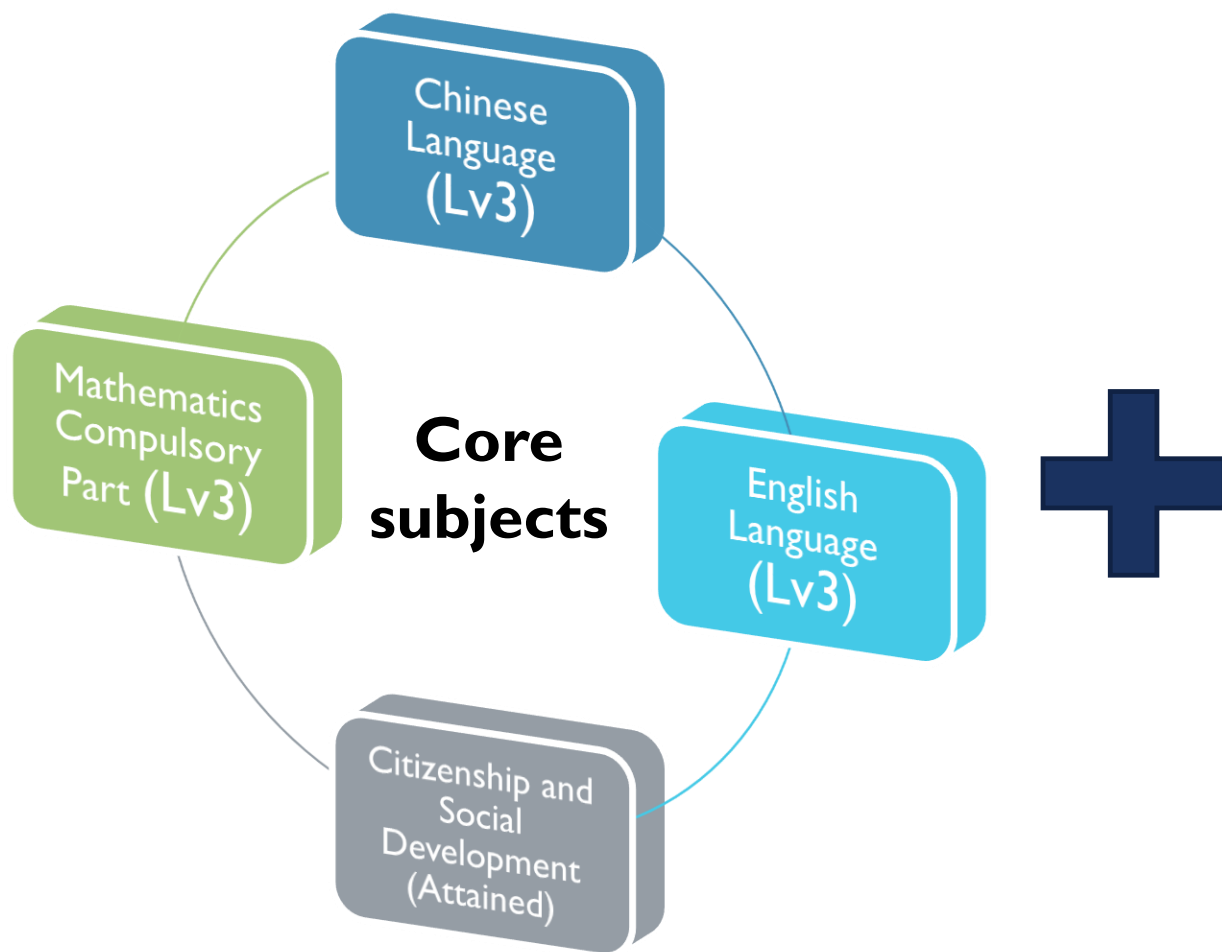 Chinese
Language
(Lv3)
Mathematics
Compulsory
Part (Lv3)
Core
subjects
English
Language
(Lv3)
Citizenship and
Social
Development
(Attained)